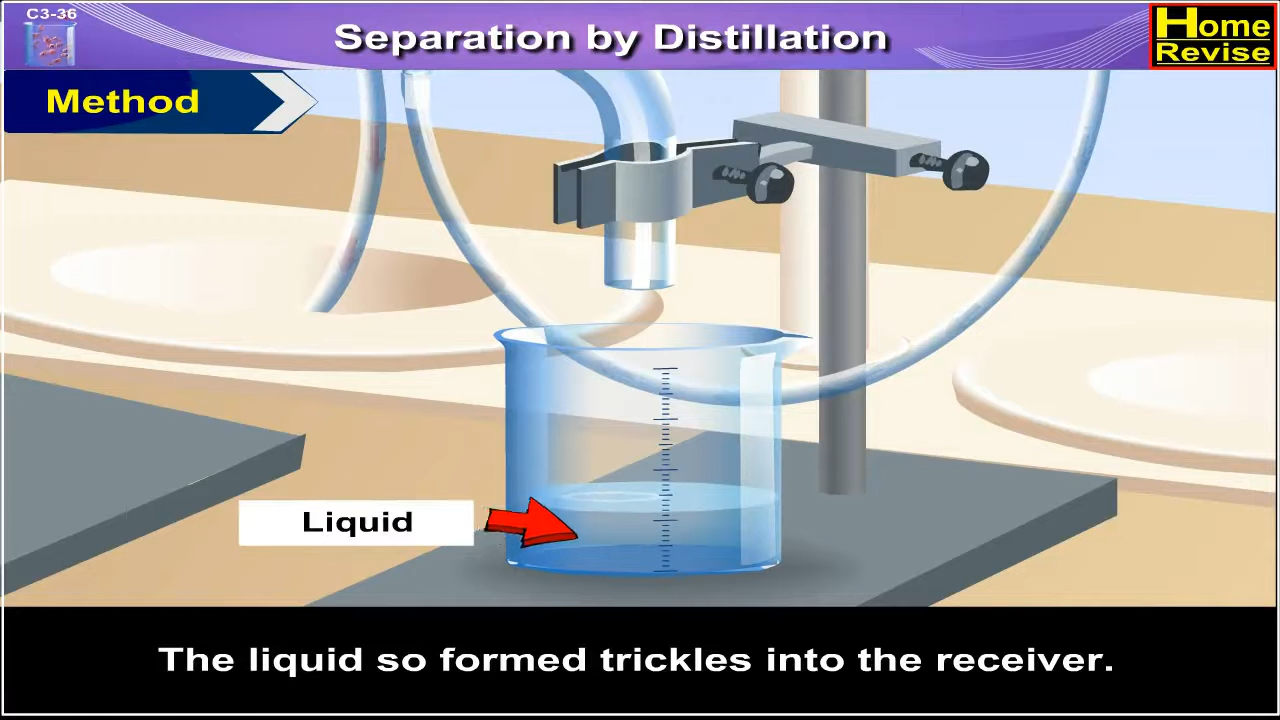 C3-36
Separation by Distillation
Home
Revise
Method
Liquid
The liquid so formed trickles into the receiver.